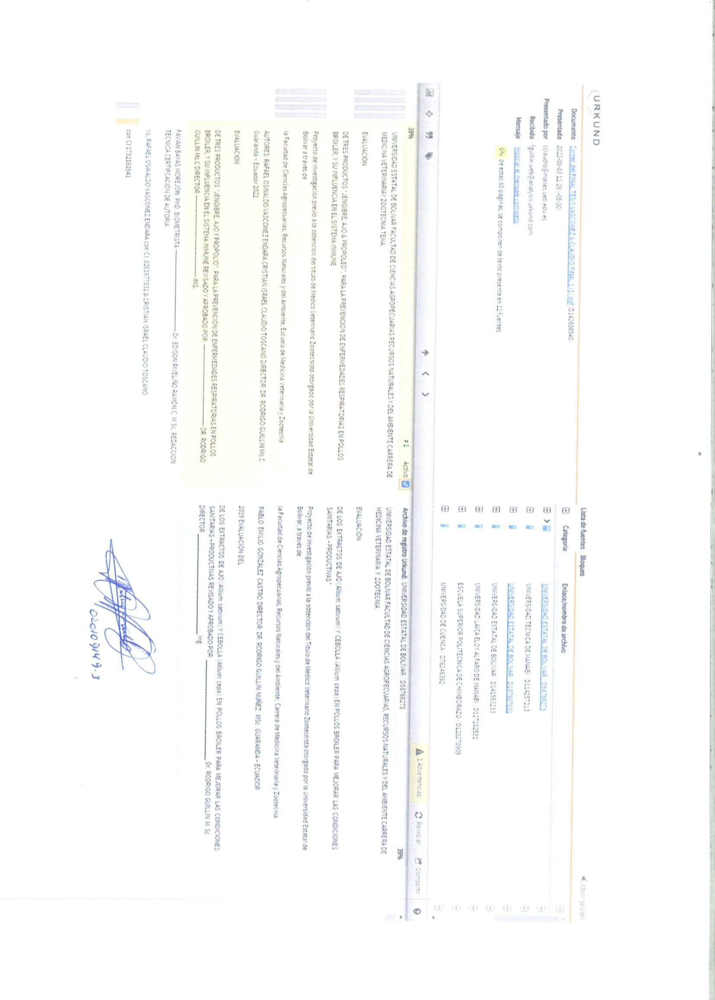 URKUND
Abrir sesión
Documento Correc del FINAL TESIS VASCONEZ & CLAUDIO FINAL 1 (1).pdf (D142636940)
Presentado 2022-08-03 12:29 (-05:00)
Presentado por cclaudio@mailes.ueb.edu.ec
Recibido fguillin.ueb@analysis.urkund.com
Mensaje Mostrar el mensaje completo
6% de estas 60 páginas, se componen de texto presente en 12 fuentes.
Lista de fuentes Bloques
Categoría Enlace/nombre de archivo
UNIVERSIDAD ESTATAL DE BOLIVAR / D58769275
UNIVERSIDAD TÉCNICA DE MANABI / D114257213
UNIVERSIDAD ESTATAL DE BOLIVAR / D107907031
UNIVERSIDAD ESTATAL DE BOLIVAR / D141953233
UNIVERSIDAD LAICA ELOY ALFARO DE MANABI / D127282531
ESCUELA SUPERIOR POLITÉCNICA DE CHIMBORAZO / D128278909
UNIVERSIDAD DE CUENCA / D76246392
1 Advertencias. Reiniciar Compartir
39% #1 Activo
UNIVERSIDAD ESTATAL DE BOLIVAR FACULTAD DE CIENCIAS AGROPECUARIAS RECURSOS NATURALES Y DEL AMBIENTE CARRERA DE
MEDICINA VETERINARIA Y ZOOTECNIA TEMA:
EVALUACION
DE TRES PRODUCTOS "JENGIBRE, AJO & PROPOLEO", PARA LA PREVENCION DE ENFERMEDADES RESPIRATORIAS EN POLLOS
BROILER, Y SU INFLUENCIA EN EL SISTEMA INMUNE
Proyecto de Investigación previo a la obtención del título de Médico Veterinario Zootecnista otorgado por la Universidad Estatal de
Bolívar a través de
la Facultad de Ciencias Agropecuarias, Recursos Naturales y del Ambiente, Escuela de Medicina Veterinaria y Zootecnia
AUTORES: RAFAEL OSWALDO VASCONEZ ENDARA CRISTIAN ISRAEL CLAUDIO TOSCANO DIRECTOR: DR RODRIGO GUILLIN Ms.C
Guaranda - Ecuador 2022
EVALUACIÓN
DE TRES PRODUCTOS "JENGIBRE, AJO Y PROPOLIO", PARA LA PREVENCION DE ENFERMEDADES RESPIRATORIAS EN POLLOS
BROILER, Y SU INFLUENCIA EN EL SISTEMA INMUNE REVISADO Y APROBADO POR: ---------------------------- DR. RODRIGO
GUILLIN Ms.C DIRECTOR ---------------------------- ING.
FAVIÁN BAYAS MOREJÓN. PhD BIOMETRISTA ---------------------------- Dr. EDISON RIVELIÑO RAMON C. M.Sc. REDACCION
TÉCNICA CERTIFCACIÓN DE AUTORIA
Yo, RAFAEL OSWALDO VASCONEZ ENDARA con CI, 0201977832 & CRISTIAN ISRAEL CLAUDIO TOSCANO
con CI 1752161941
39%
Archivo de registro Urkund: UNIVERSIDAD ESTATAL DE BOLIVAR / D58769275
UNIVERSIDAD ESTATAL DE BOLIVAR FACULTAD DE CIENCIAS AGROPECUARIAS, RECURSOS NATURALES Y DEL AMBIENTE CARRERA DE
MEDICINA VETERINARIA Y ZOOTECNIA
EVALUACION
DE LOS EXTRACTOS DE AJO (Allium sativum) Y CEBOLLA (Allium cepa) EN POLLOS BROILER PARA MEJORAR LAS CONDICIONES
SANITARIAS – PRODUCTIVAS"
Proyecto de investigación previo a la obtención del Título de Médico Veterinario Zootecnista otorgado por la Universidad Estatal de
Bolívar, a través de
la Facultad de Ciencias Agropecuarias, Recursos Naturales y del Ambiente, Carrera de Medicina Veterinaria y Zootecnia.
PABLO EMILIO GONZÁLEZ CASTRO DIRECTOR: DR. RODRIGO GUILLIN NUÑEZ. MSc. GUARANDA – ECUADOR
2019 EVALUACIÓN DEL
DE LOS EXTRACTOS DE AJO (Allium sativum) Y CEBOLLA (Allium cepa) EN POLLOS BROILER PARA MEJORAR LAS CONDICIONES
SANITARIAS – PRODUCTIVAS REVISADO Y APROBADO POR: ____________________ Dr. RODRIGO GUILLIN M.Sc.
DIRECTOR ____________________ Ing.
020109149-3